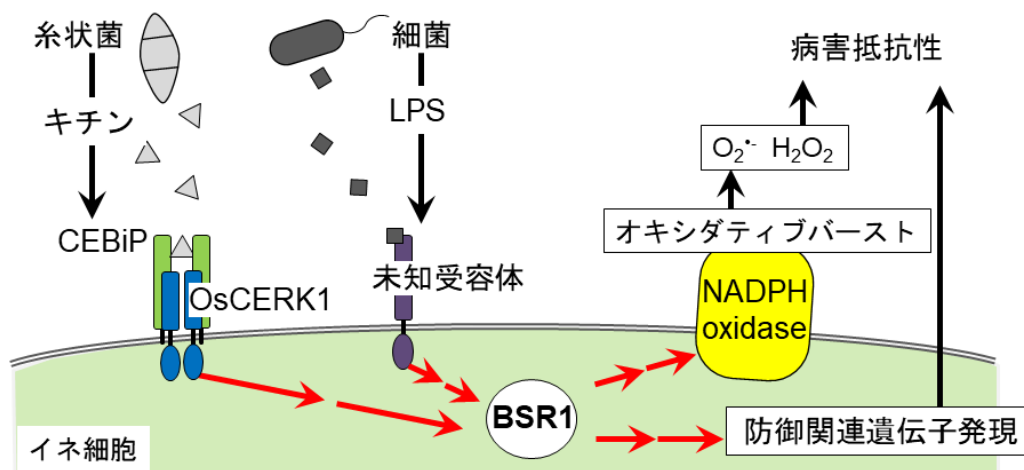 糸状菌
キチン
CEBiP
OsCERK1
細菌
LPS
未知受容体
病害抵抗性
O₂•- H₂O₂
オキシダティブバースト
NADPH
oxidase
BSR1
防御関連遺伝子発現
イネ細胞